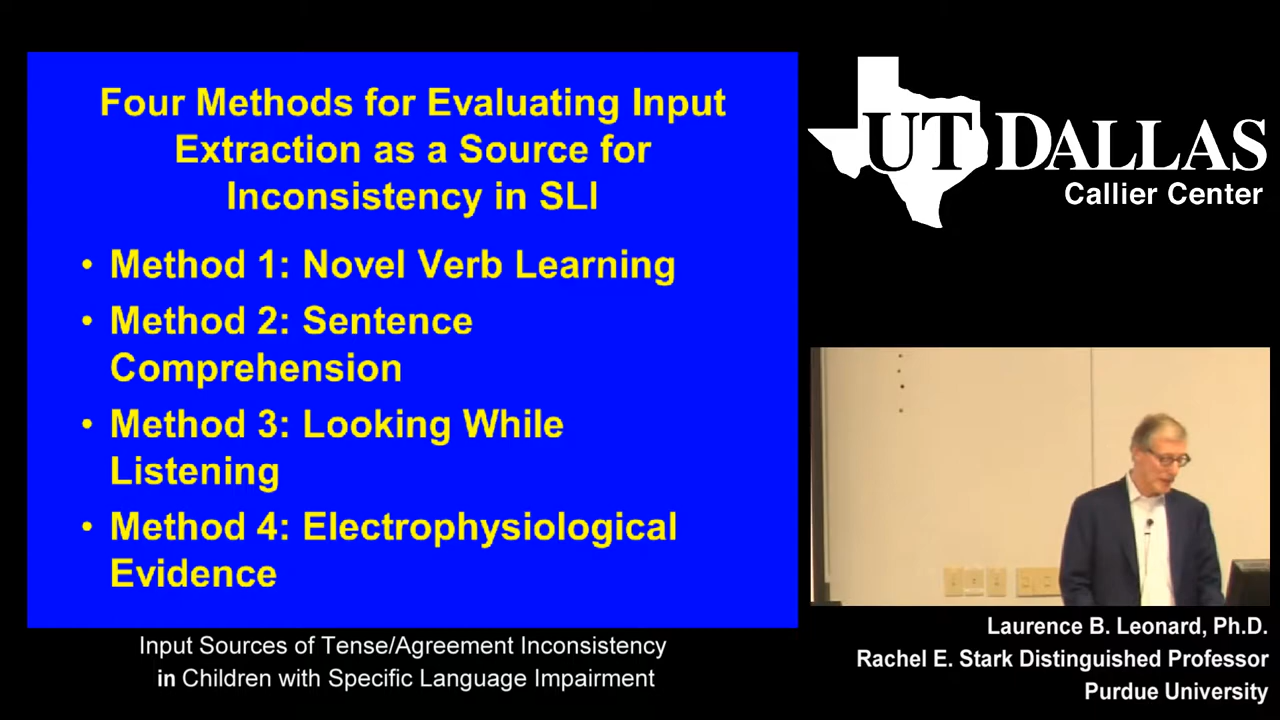 Four Methods for Evaluating Input
Extraction as a Source for
Inconsistency in SLI
• Method 1: Novel Verb Learning
• Method 2: Sentence
Comprehension
• Method 3: Looking While
Listening
• Method 4: Electrophysiological
Evidence
Input Sources of Tense/Agreement Inconsistency
in Children with Specific Language Impairment
UT DALLAS
Callier Center
Laurence B. Leonard, Ph.D.
Rachel E. Stark Distinguished Professor
Purdue University